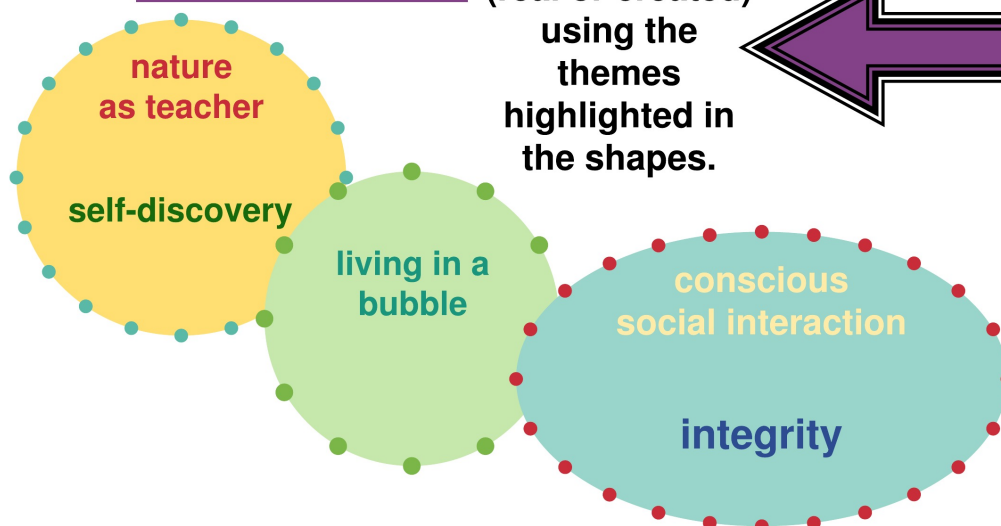 using the
themes
highlighted in
the shapes.
nature
as teacher
self-discovery
living in a
bubble
conscious
social interaction
integrity